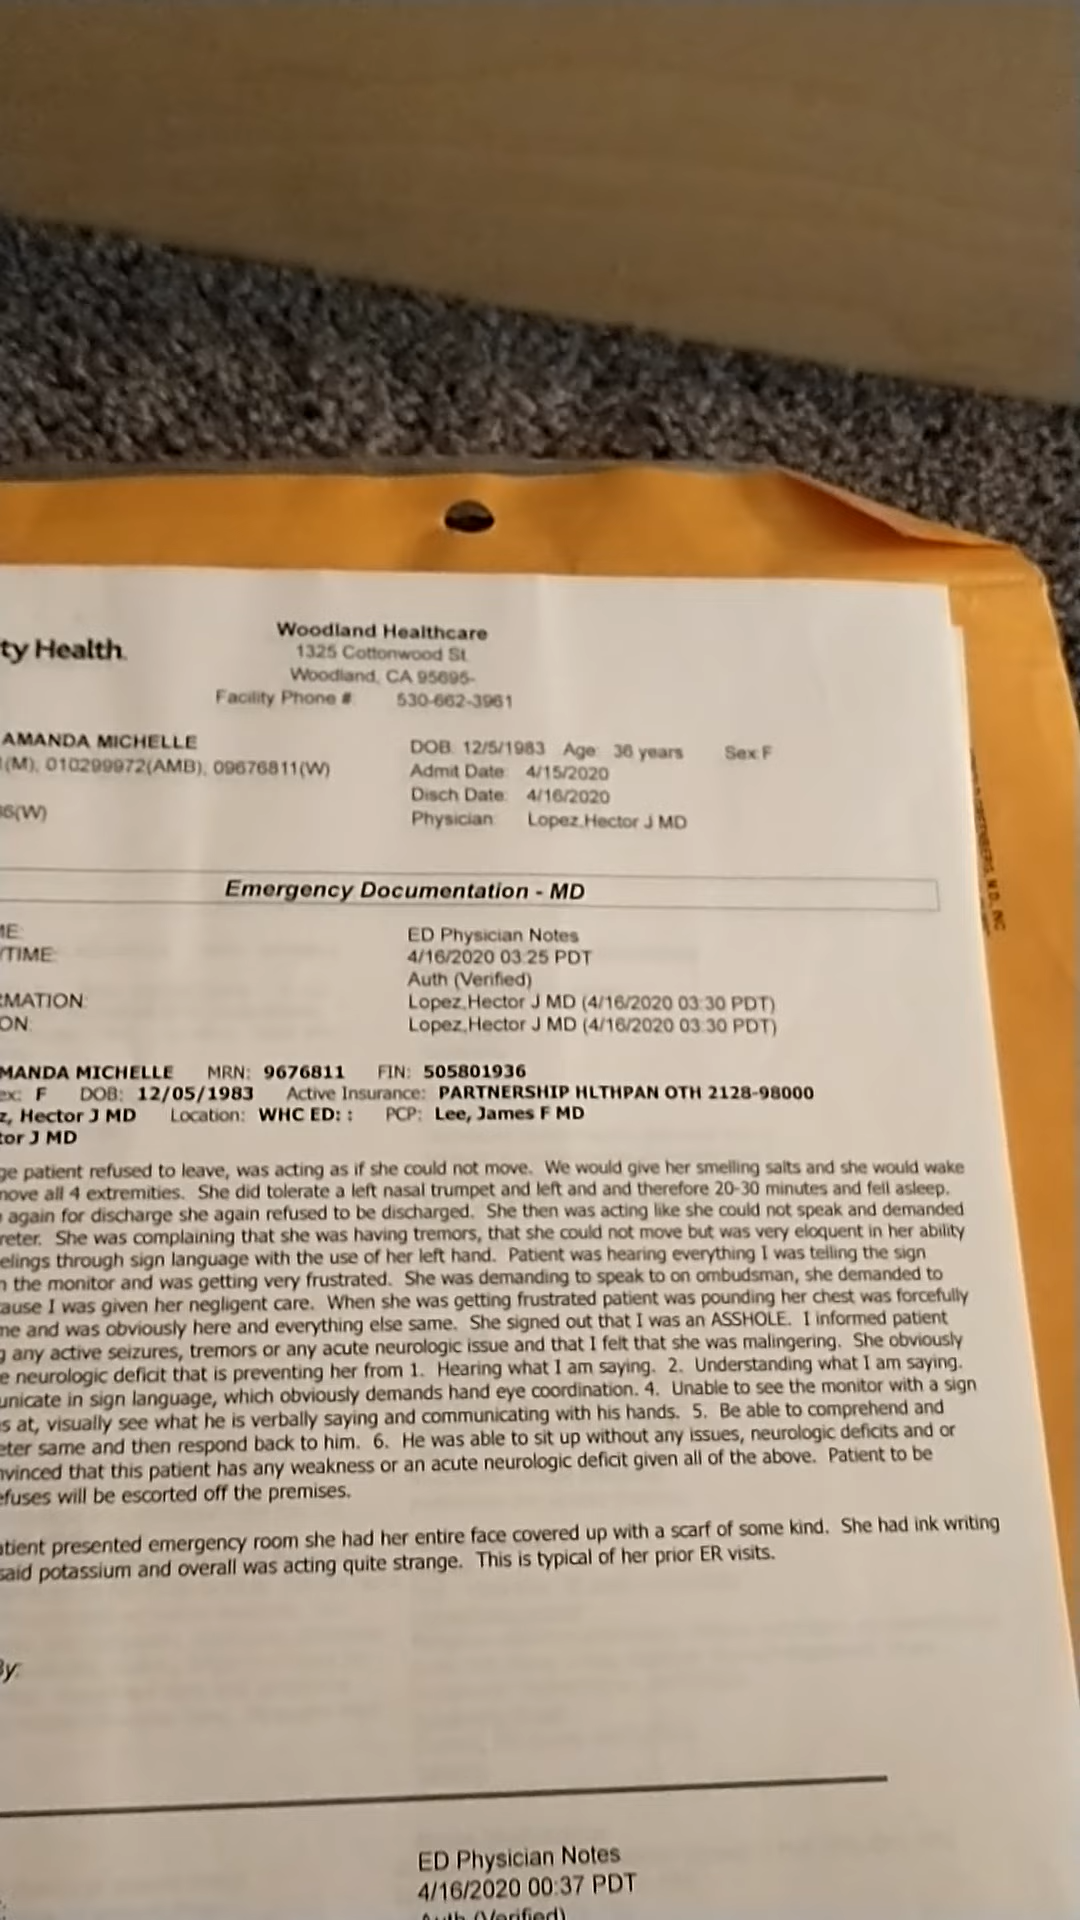 ty Health.
Woodland Healthcare
1325 Cottonwood St
Woodland, CA 95695-
Facility Phone # 530-662-3961
AMANDA MICHELLE
(M), 010299972(AMB), 09676811(W)
6(W)
DOB: 12/5/1983 Age: 36 years Sex: F
Admit Date: 4/15/2020
Disch Date: 4/16/2020
Physician: Lopez,Hector J MD
Emergency Documentation - MD
ME:
/TIME:
RMATION:
ON:
ED Physician Notes
4/16/2020 03:25 PDT
Auth (Verified)
Lopez,Hector J MD (4/16/2020 03:30 PDT)
Lopez,Hector J MD (4/16/2020 03:30 PDT)
MANDA MICHELLE MRN: 9676811 FIN: 505801936
ex: F DOB: 12/05/1983 Active Insurance: PARTNERSHIP HLTHPAN OTH 2128-98000
z, Hector J MD Location: WHC ED: : PCP: Lee, James F MD
tor J MD
ge patient refused to leave, was acting as if she could not move. We would give her smelling salts and she would wake
move all 4 extremities. She did tolerate a left nasal trumpet and left and and therefore 20-30 minutes and fell asleep.
again for discharge she again refused to be discharged. She then was acting like she could not speak and demanded
reter. She was complaining that she was having tremors, that she could not move but was very eloquent in her ability
elings through sign language with the use of her left hand. Patient was hearing everything I was telling the sign
n the monitor and was getting very frustrated. She was demanding to speak to on ombudsman, she demanded to
ause I was given her negligent care. When she was getting frustrated patient was pounding her chest was forcefully
me and was obviously here and everything else same. She signed out that I was an ASSHOLE. I informed patient
g any active seizures, tremors or any acute neurologic issue and that I felt that she was malingering. She obviously
e neurologic deficit that is preventing her from 1. Hearing what I am saying. 2. Understanding what I am saying.
unicate in sign language, which obviously demands hand eye coordination. 4. Unable to see the monitor with a sign
s at, visually see what he is verbally saying and communicating with his hands. 5. Be able to comprehend and
eter same and then respond back to him. 6. He was able to sit up without any issues, neurologic deficits and or
nvinced that this patient has any weakness or an acute neurologic deficit given all of the above. Patient to be
efuses will be escorted off the premises.
atient presented emergency room she had her entire face covered up with a scarf of some kind. She had ink writing
said potassium and overall was acting quite strange. This is typical of her prior ER visits.
By:
ED Physician Notes
4/16/2020 00:37 PDT
Auth (Verified)
M.D. INC